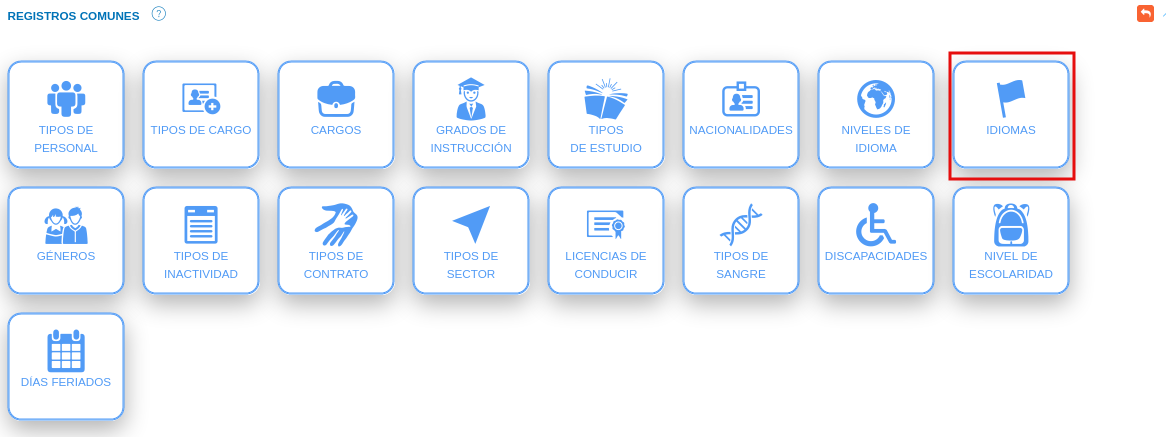 REGISTROS COMUNES ?
TIPOS DE
PERSONAL
TIPOS DE CARGO
CARGOS
GRADOS DE
INSTRUCCIÓN
TIPOS
DE ESTUDIO
NACIONALIDADES
NIVELES DE
IDIOMA
IDIOMAS
GÉNEROS
TIPOS DE
INACTIVIDAD
TIPOS DE
CONTRATO
TIPOS DE
SECTOR
LICENCIAS DE
CONDUCIR
TIPOS DE
SANGRE
DISCAPACIDADES
NIVEL DE
ESCOLARIDAD
DÍAS FERIADOS